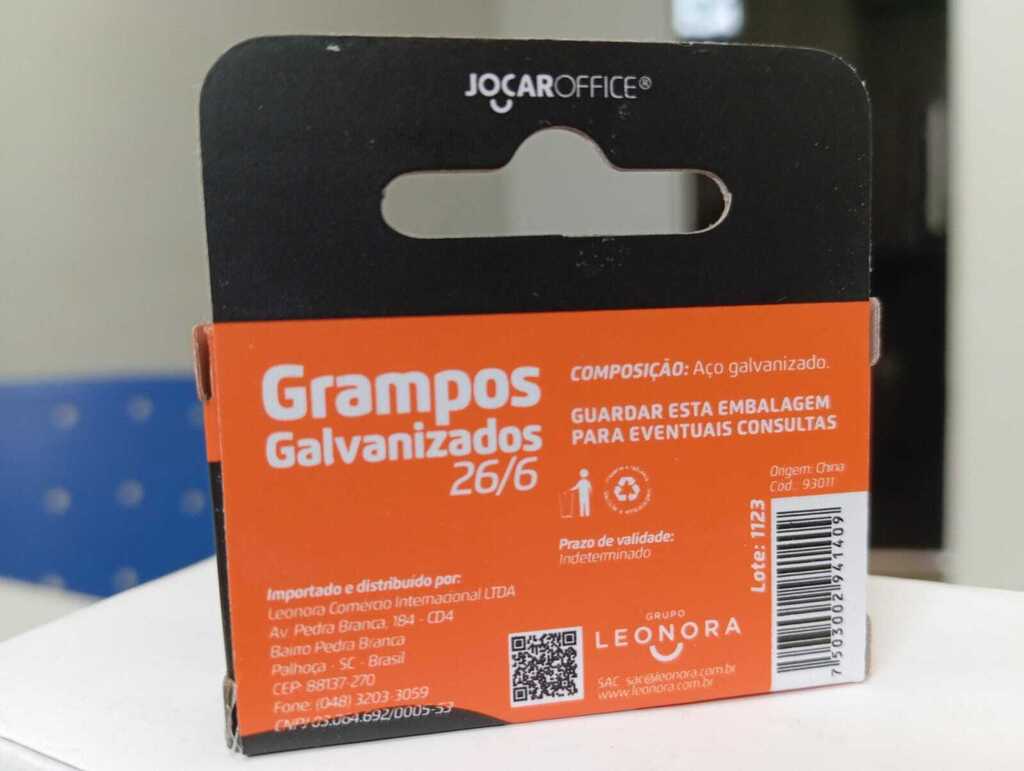 JOCAROFFICE®
Grampos
Galvanizados
26/6
COMPOSIÇÃO: Aço galvanizado.
GUARDAR ESTA EMBALAGEM
PARA EVENTUAIS CONSULTAS
Prazo de validade:
Indeterminado
Origem: China
Cód.: 93011
Lote: 1123
7 503002 941409
Importado e distribuído por:
Leonora Comércio Internacional LTDA
Av. Pedra Branca, 184 - CD4
Bairro Pedra Branca
Palhoça - SC - Brasil
CEP: 88137-270
Fone: (048) 3203-3059
CNPJ 03.064.692/0005-53
GRUPO
LEONORA
SAC: sac@leonora.com.br
www.leonora.com.br